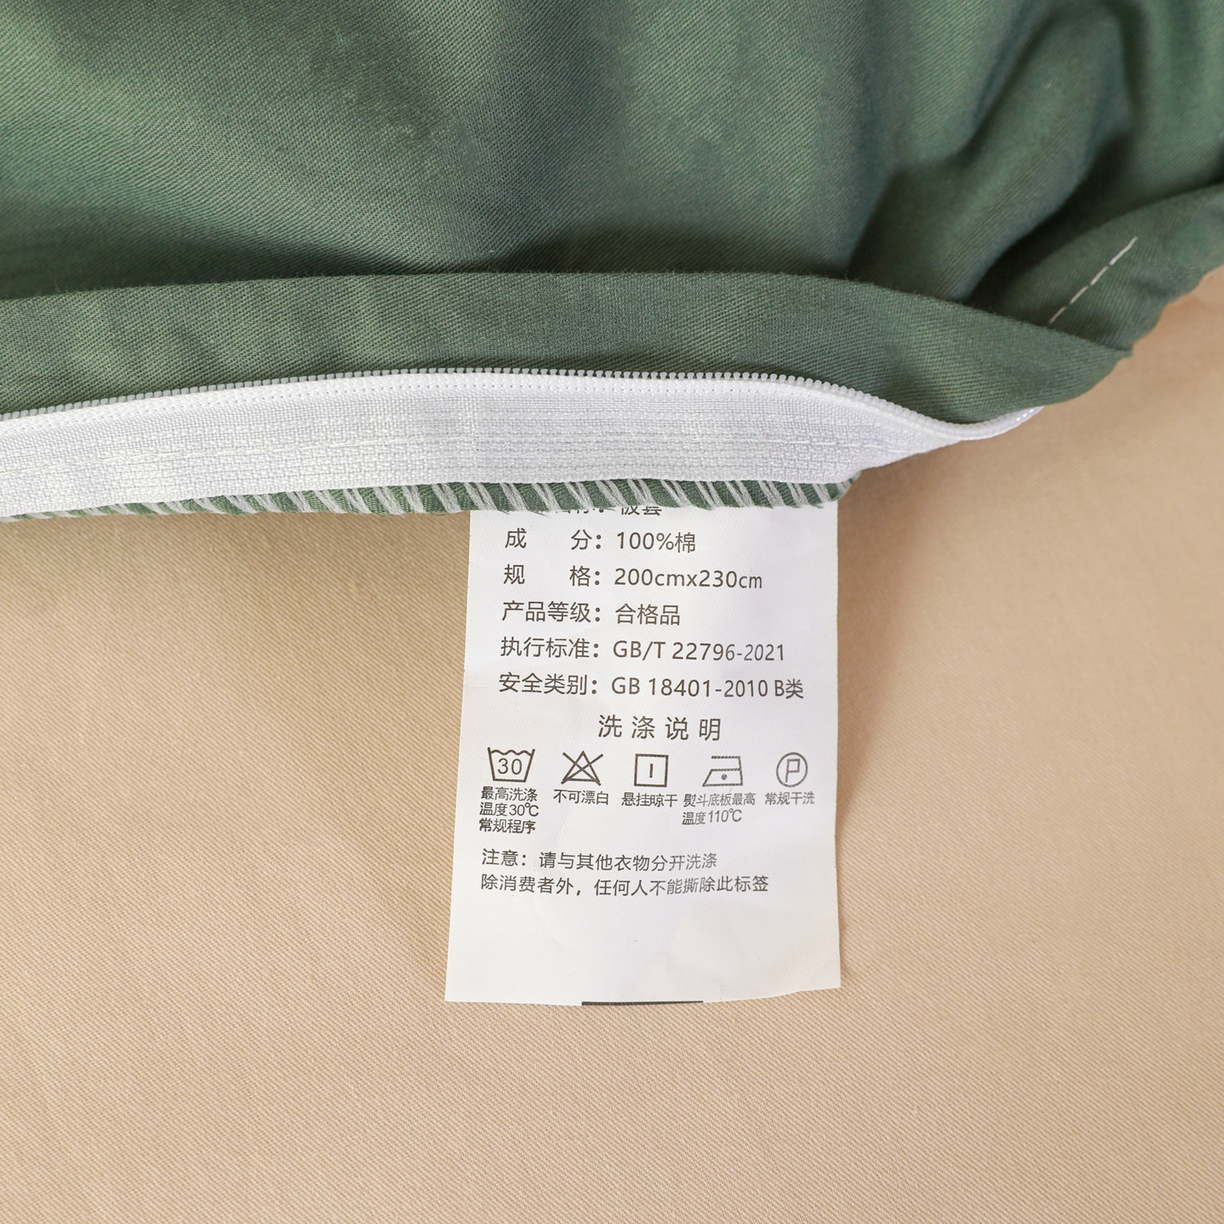 被套
成 分：100%棉
规 格：200cmx230cm
产品等级：合格品
执行标准：GB/T 22796-2021
安全类别：GB 18401-2010 B类
洗涤说明
30
P
最高洗涤 不可漂白 悬挂晾干 熨斗底板最高 常规干洗
温度30℃ 温度110℃
常规程序
注意：请与其他衣物分开洗涤
除消费者外，任何人不能撕除此标签